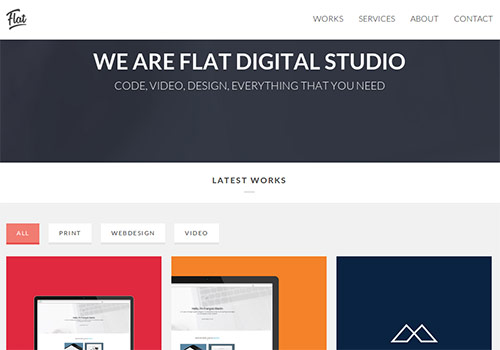 Flat
WORKS SERVICES ABOUT CONTACT
WE ARE FLAT DIGITAL STUDIO
CODE, VIDEO, DESIGN, EVERYTHING THAT YOU NEED
LATEST WORKS
ALL PRINT WEBDESIGN VIDEO